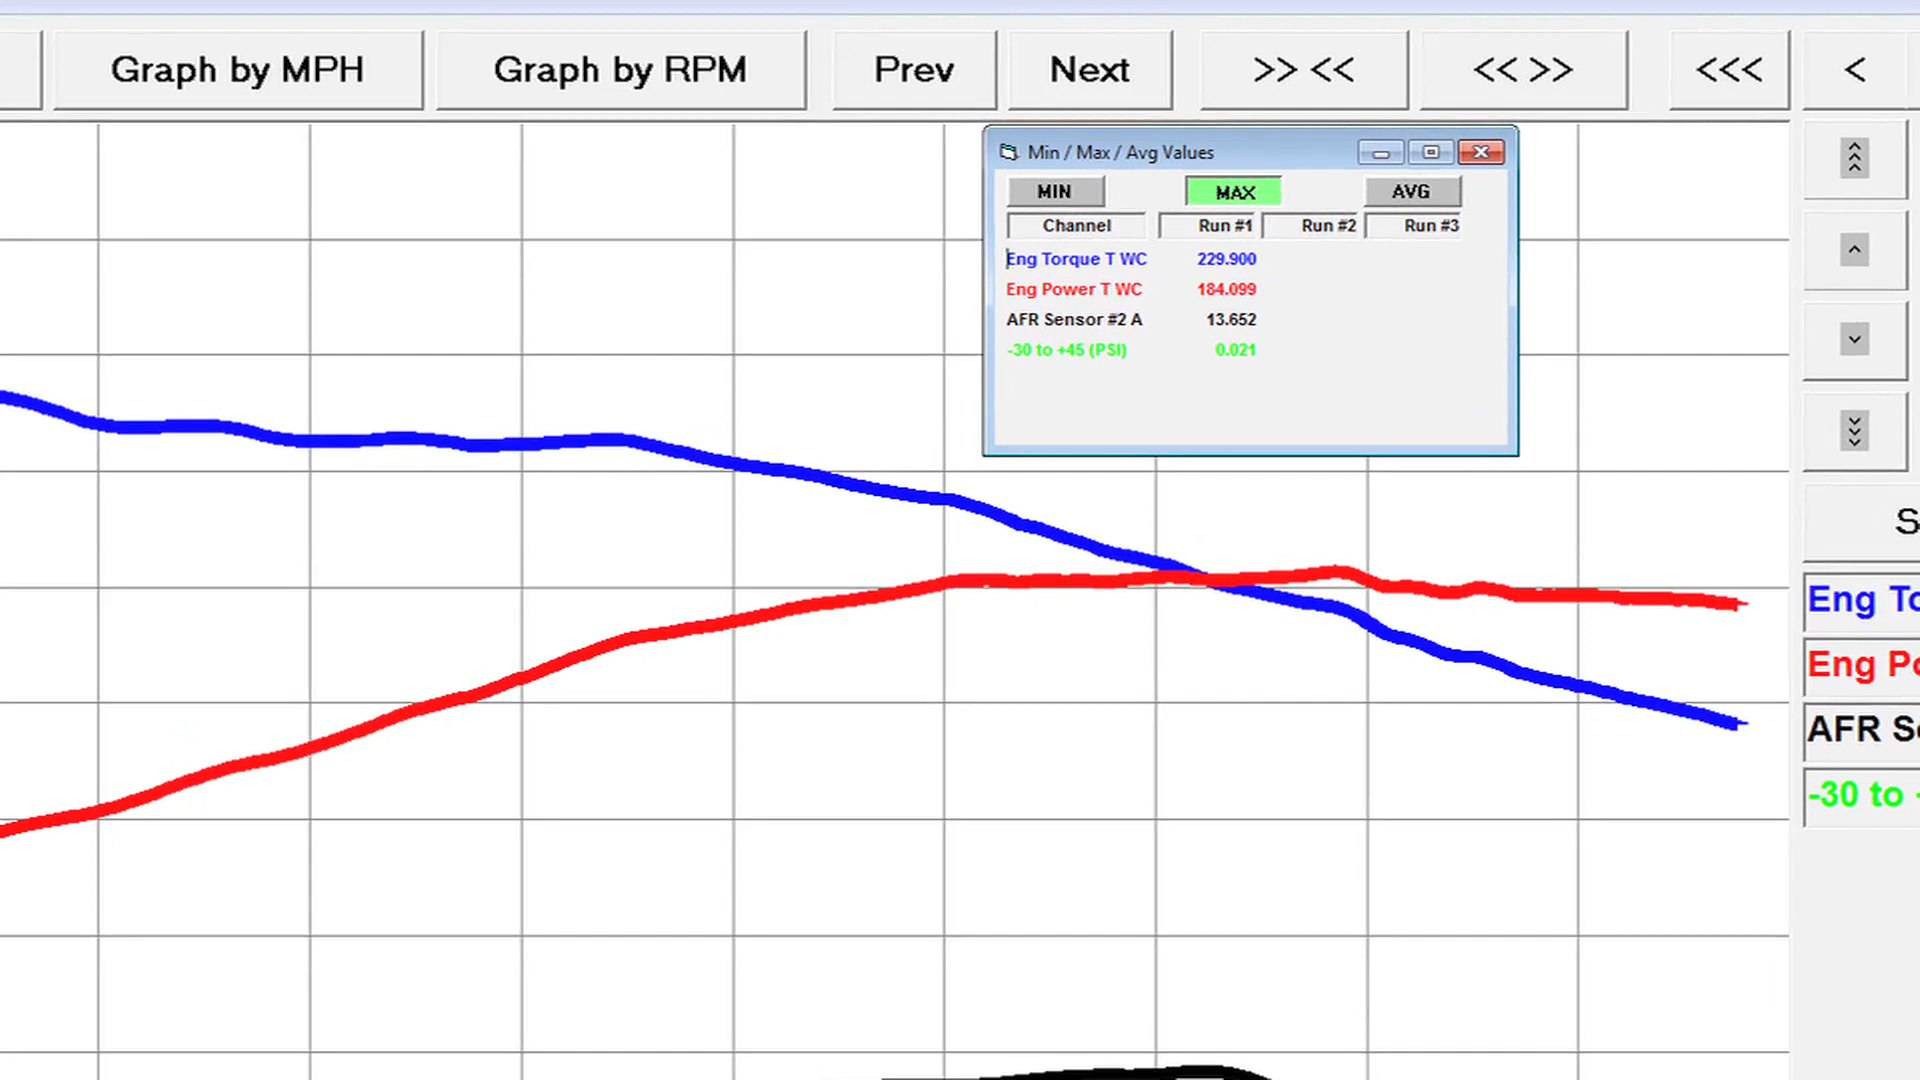 Graph by MPH
Graph by RPM
Prev
Next
>> <<
<< >>
<<<
<
Min / Max / Avg Values
MIN
MAX
AVG
Channel
Run #1
Run #2
Run #3
Eng Torque T WC
229.900
Eng Power T WC
184.099
AFR Sensor #2 A
13.652
-30 to +45 (PSI)
0.021
S
Eng To
Eng Po
AFR Se
-30 to